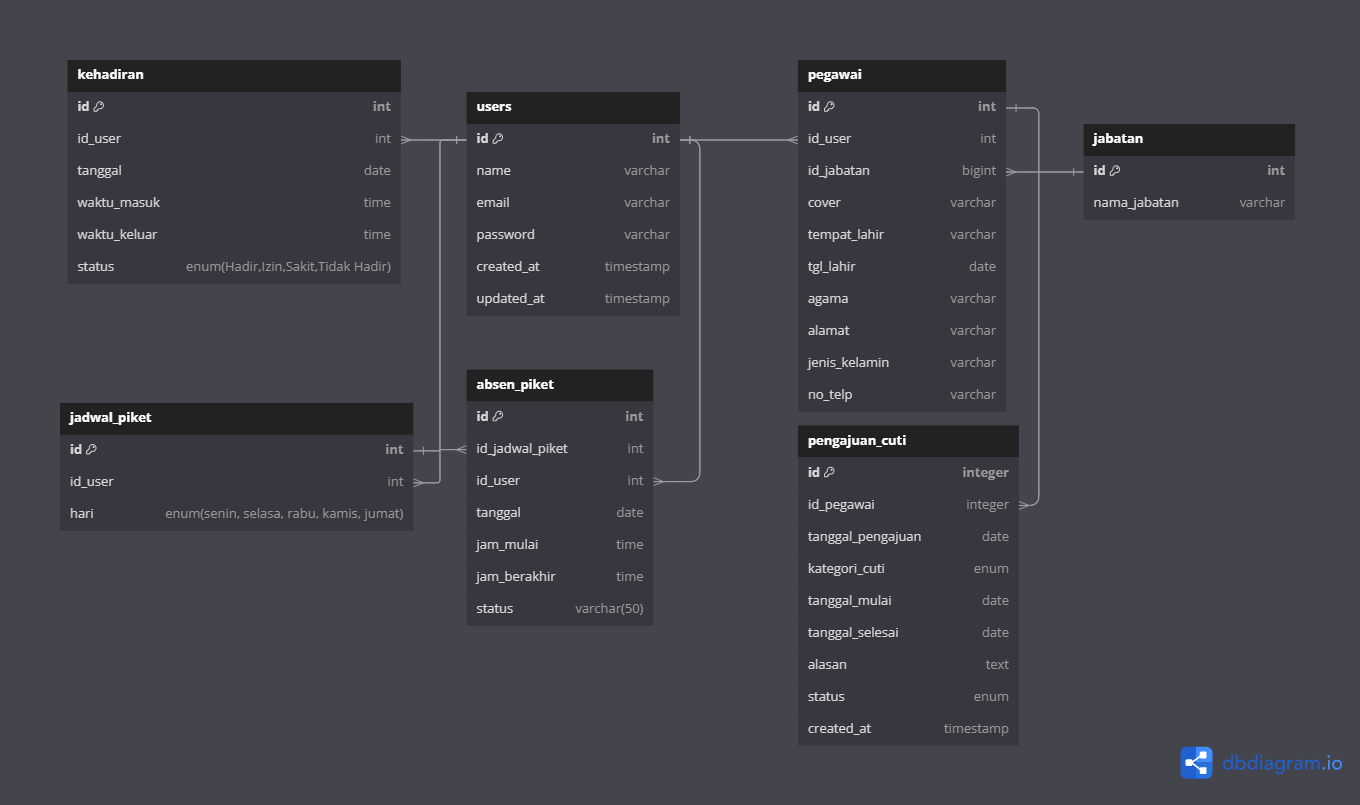 kehadiran
id int
id_user int
tanggal date
waktu_masuk time
waktu_keluar time
status enum(Hadir,Izin,Sakit,Tidak Hadir)
users
id int
name varchar
email varchar
password varchar
created_at timestamp
updated_at timestamp
pegawai
id int
id_user int
id_jabatan bigint
cover varchar
tempat_lahir varchar
tgl_lahir date
agama varchar
alamat varchar
jenis_kelamin varchar
no_telp varchar
jabatan
id int
nama_jabatan varchar
jadwal_piket
id int
id_user int
hari enum(senin, selasa, rabu, kamis, jumat)
absen_piket
id int
id_jadwal_piket int
id_user int
tanggal date
jam_mulai time
jam_berakhir time
status varchar(50)
pengajuan_cuti
id integer
id_pegawai integer
tanggal_pengajuan date
kategori_cuti enum
tanggal_mulai date
tanggal_selesai date
alasan text
status enum
created_at timestamp
dbdiagram.io